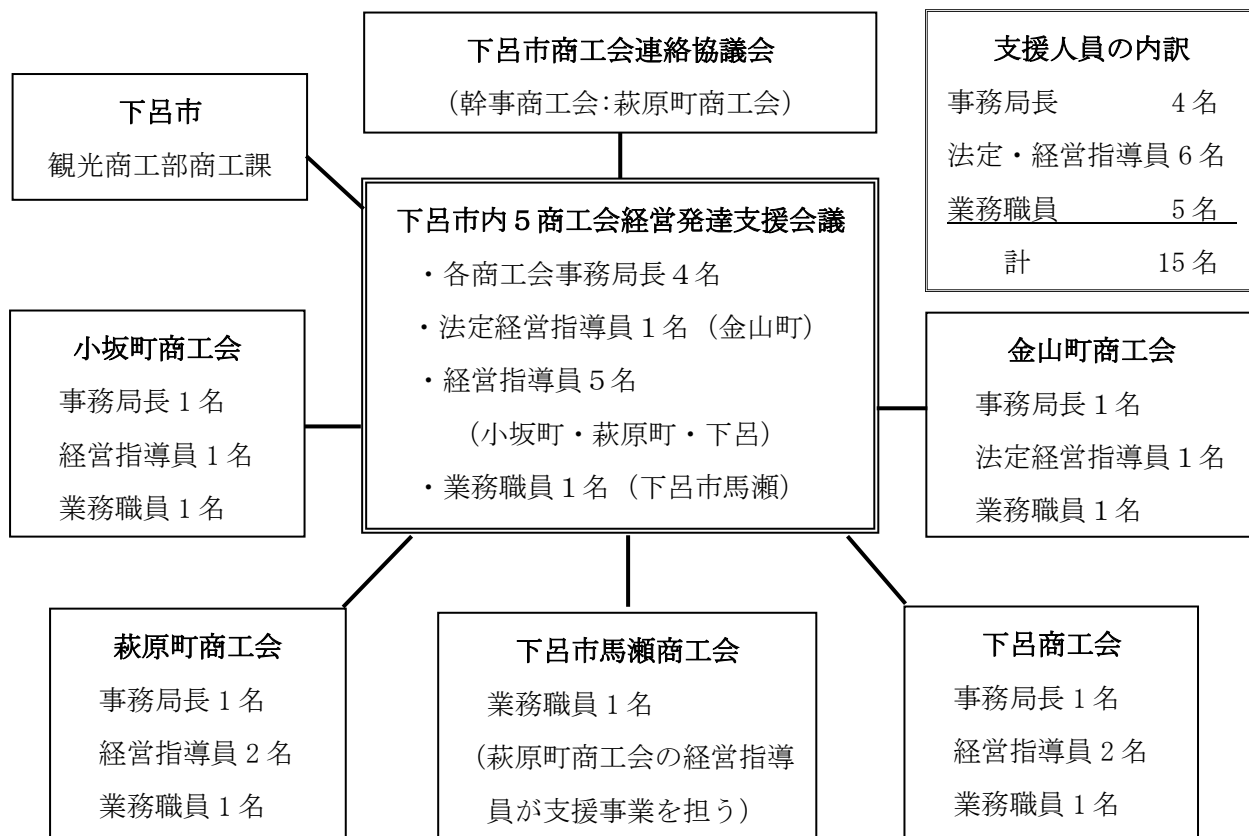 下呂市商工会連絡協議会
（幹事商工会：萩原町商工会）
支援人員の内訳
事務局長 4名
法定・経営指導員 6名
業務職員 5名
計 15名
下呂市
観光商工部商工課
下呂市内５商工会経営発達支援会議
・各商工会事務局長４名
・法定経営指導員１名（金山町）
・経営指導員５名
（小坂町・萩原町・下呂）
・業務職員１名（下呂市馬瀬）
小坂町商工会
事務局長 1名
経営指導員 1名
業務職員 1名
金山町商工会
事務局長１名
法定経営指導員１名
業務職員１名
萩原町商工会
事務局長 1名
経営指導員 2名
業務職員 1名
下呂市馬瀬商工会
業務職員 1名
（萩原町商工会の経営指導
員が支援事業を担う）
下呂商工会
事務局長 1名
経営指導員 2名
業務職員 1名